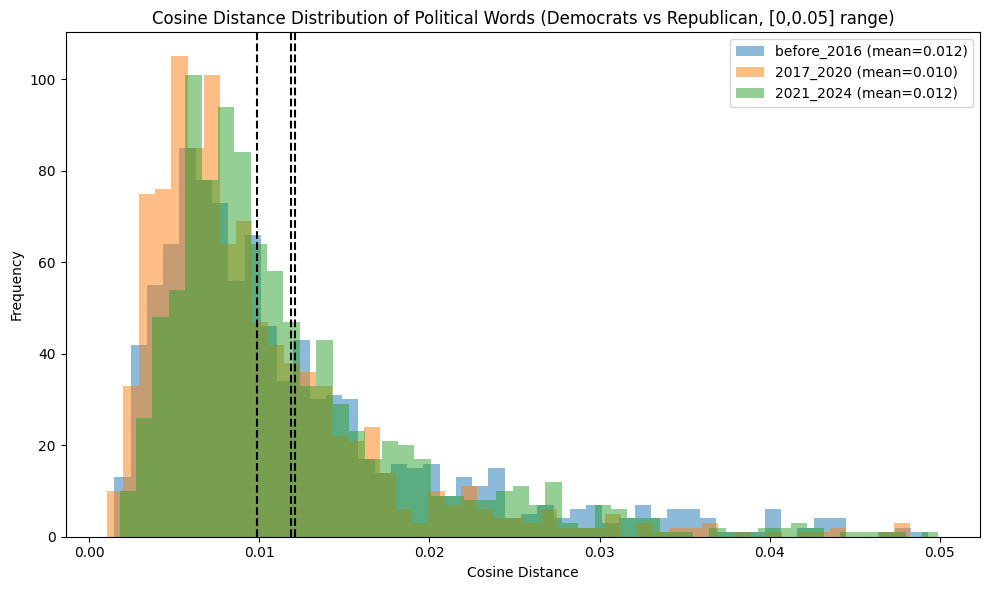 Cosine Distance Distribution of Political Words (Democrats vs Republican, [0,0.05] range)
before_2016 (mean=0.012)
2017_2020 (mean=0.010)
2021_2024 (mean=0.012)
Frequency
100
80
60
40
20
0
0.00 0.01 0.02 0.03 0.04 0.05
Cosine Distance